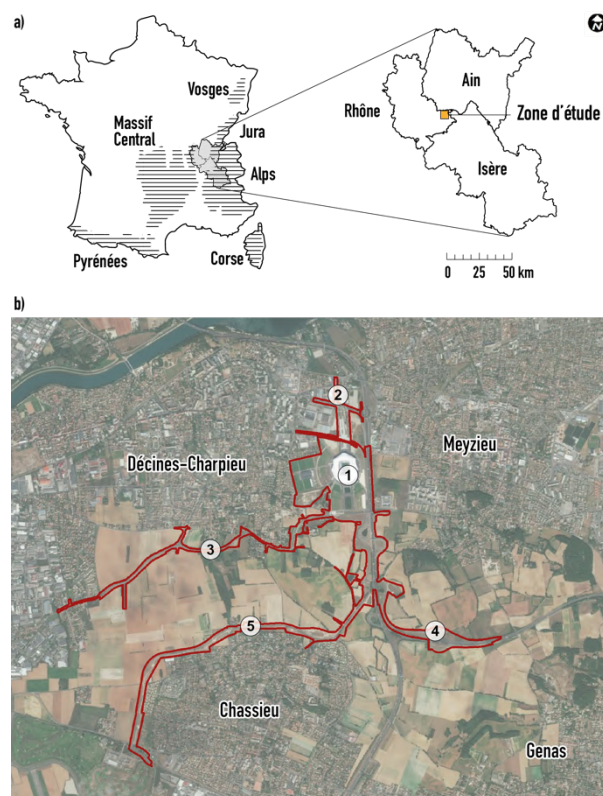 a)
N
Vosges
Massif
Central
Jura
Alps
Pyrénées
Corse
Ain
Rhône
Zone d'étude
Isère
0 25 50 km
b)
2
Meyzieu
Décines-Charpieu
1
3
4
5
Chassieu
Genas